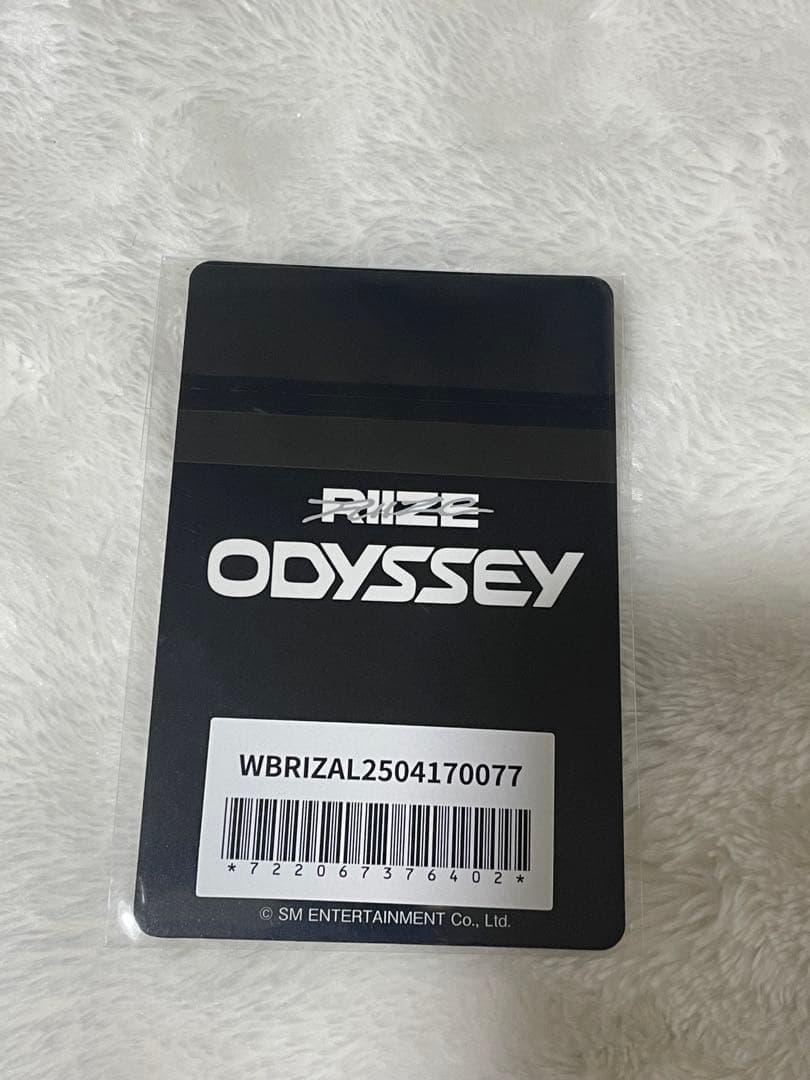 RIIZE
ODYSSEY
WBRIZAL2504170077
*722067376402*
© SM ENTERTAINMENT Co., Ltd.